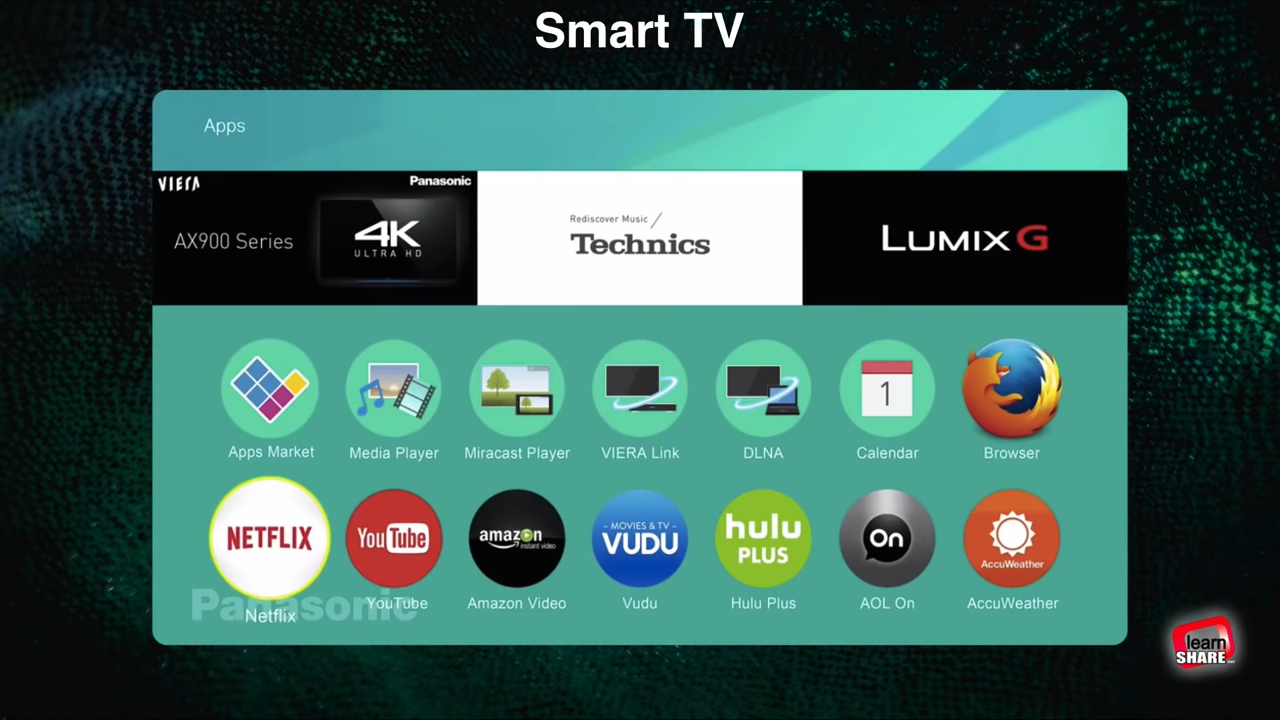 Smart TV
Apps
VIERA
Panasonic
AX900 Series
4K
ULTRA HD
Rediscover Music
Technics
LUMIX G
1
Apps Market
Media Player
Miracast Player
VIERA Link
DLNA
Calendar
Browser
NETFLIX
YouTube
amazon
instant video
– MOVIES & TV –
VUDU
hulu
PLUS
On
AccuWeather
Netflix
YouTube
Amazon Video
Vudu
Hulu Plus
AOL On
AccuWeather
Panasonic
learn
SHARE